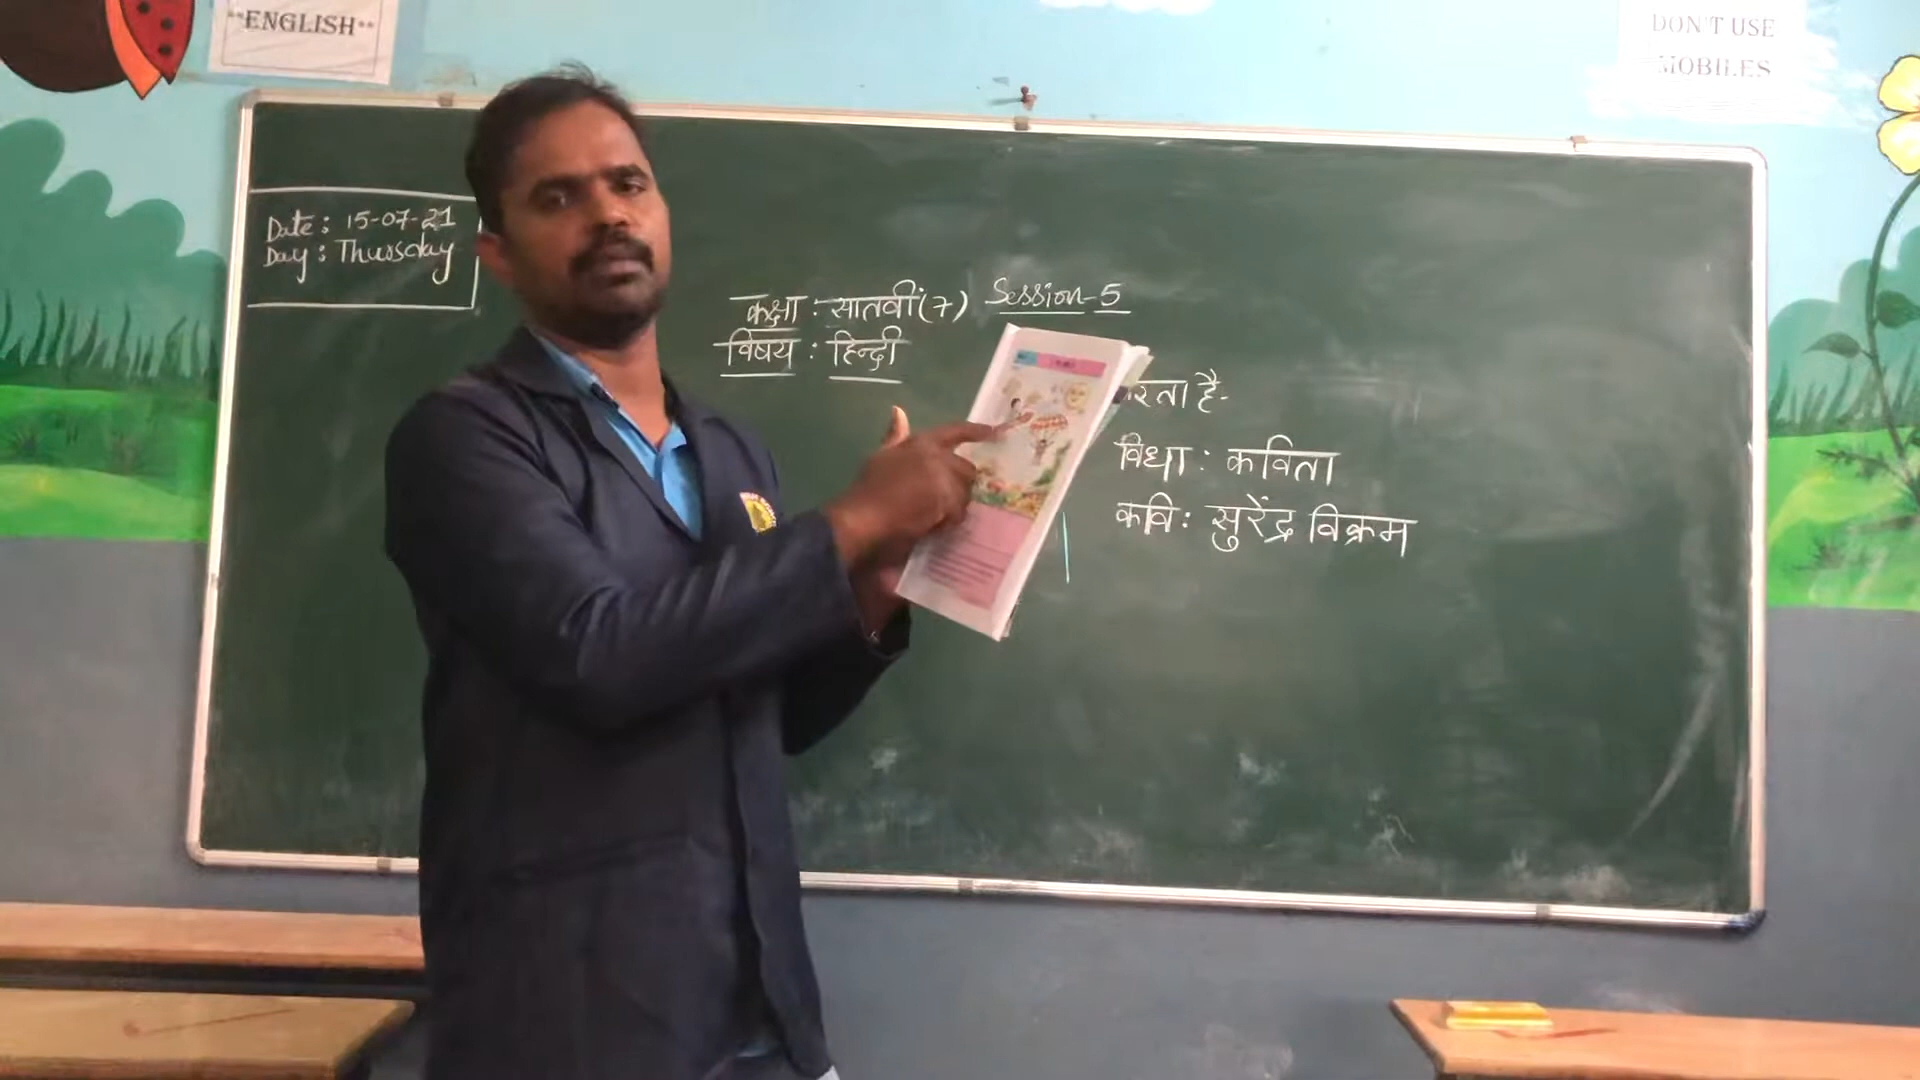 **ENGLISH**
DON'T USE
MOBILES
Date: 15-07-21
Day: Thursday
कक्षा: सातवीं(7) Session-5
विषय: हिन्दी
है-
विधा: कविता
कवि: सुरेंद्र विक्रम